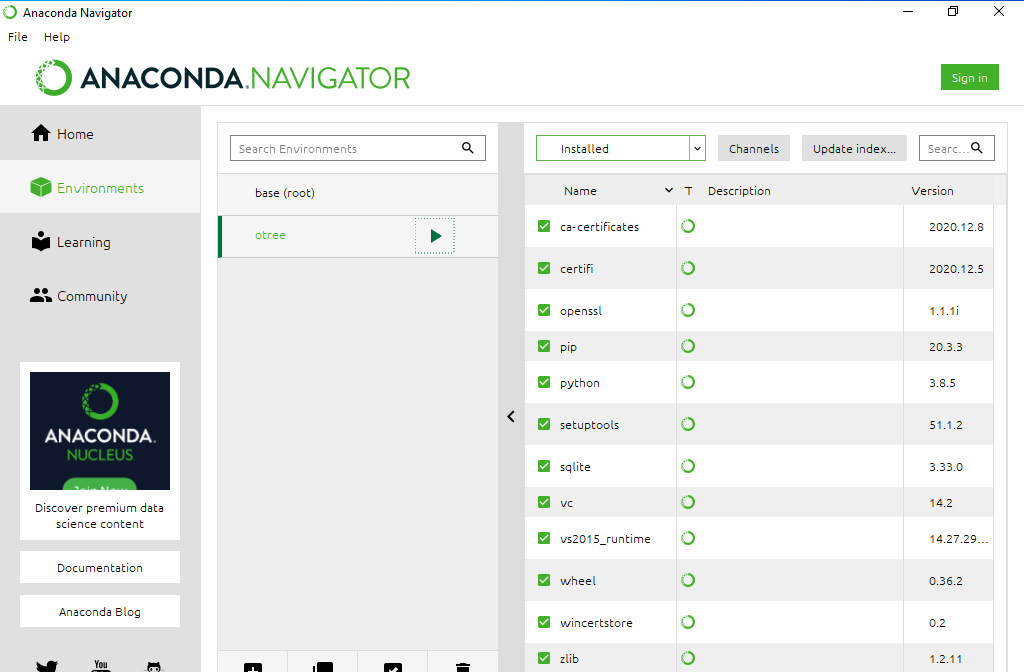 Anaconda Navigator
File Help
ANACONDA.NAVIGATOR
Sign in
Home
Environments
Learning
Community
ANACONDA.
NUCLEUS
Join Now
Discover premium data
science content
Documentation
Anaconda Blog
You
Search Environments
base (root)
otree
Installed
Channels
Update index...
Searc...
Name T Description Version
ca-certificates 2020.12.8
certifi 2020.12.5
openssl 1.1.1i
pip 20.3.3
python 3.8.5
setuptools 51.1.2
sqlite 3.33.0
vc 14.2
vs2015_runtime 14.27.29...
wheel 0.36.2
wincertstore 0.2
zlib 1.2.11